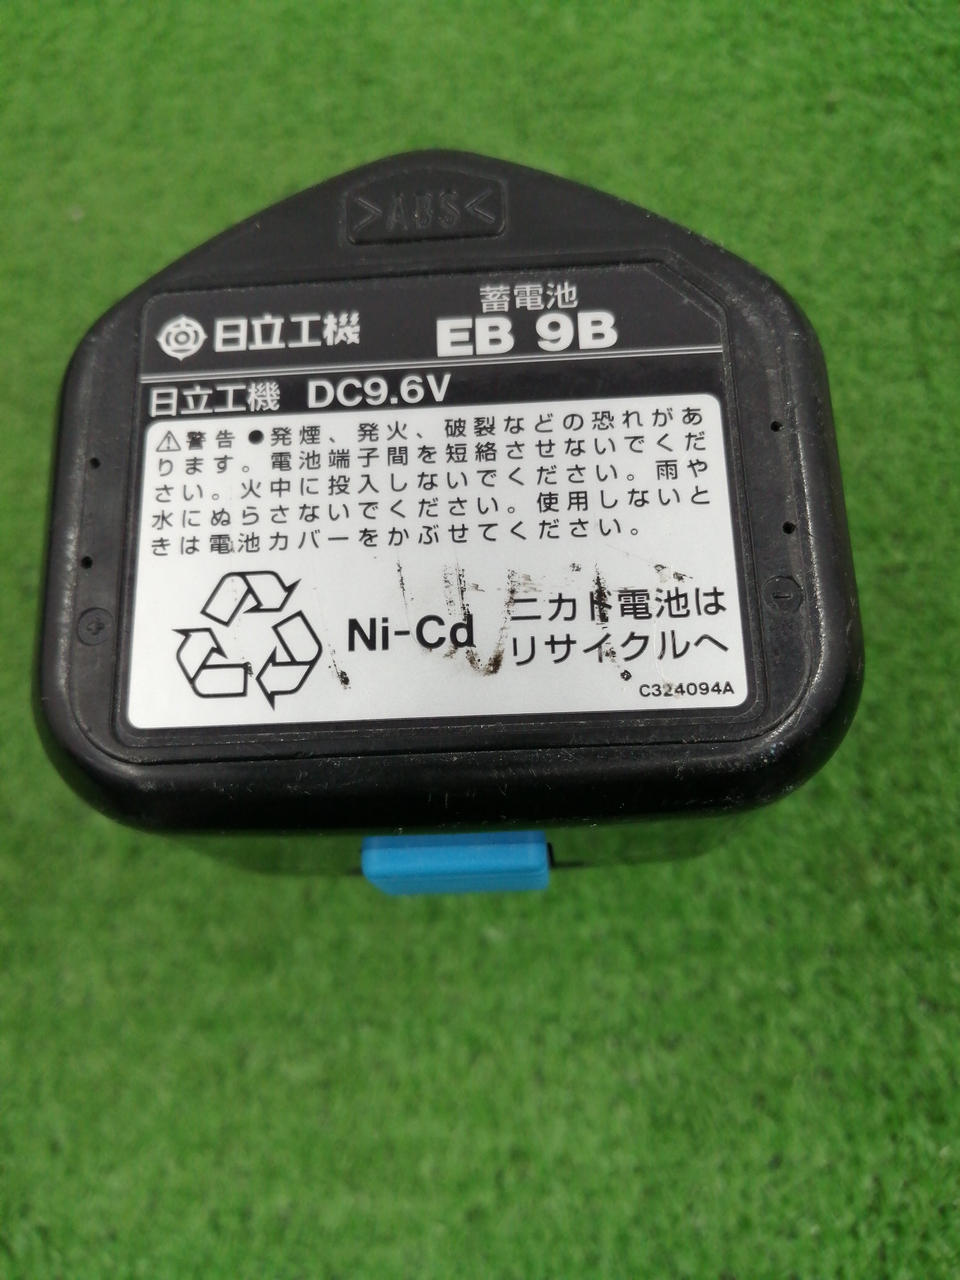 >ABS<
蓄電池
日立工機 EB 9B
日立工機 DC9.6V
⚠警告 ●発煙、発火、破裂などの恐れがあ
ります。電池端子間を短絡させないでくだ
さい。火中に投入しないでください。雨や
水にぬらさないでください。使用しないと
きは電池カバーをかぶせてください。
Ni-Cd
ニカド電池は
リサイクルへ
C324094A